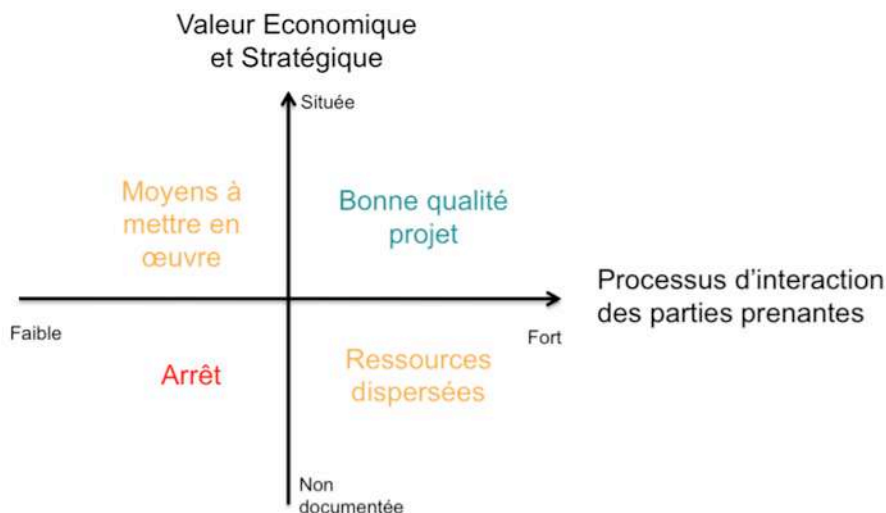 Valeur Economique
et Stratégique
Située
Moyens à
mettre en
œuvre
Bonne qualité
projet
Processus d'interaction
des parties prenantes
Faible
Fort
Arrêt
Ressources
dispersées
Non
documentée